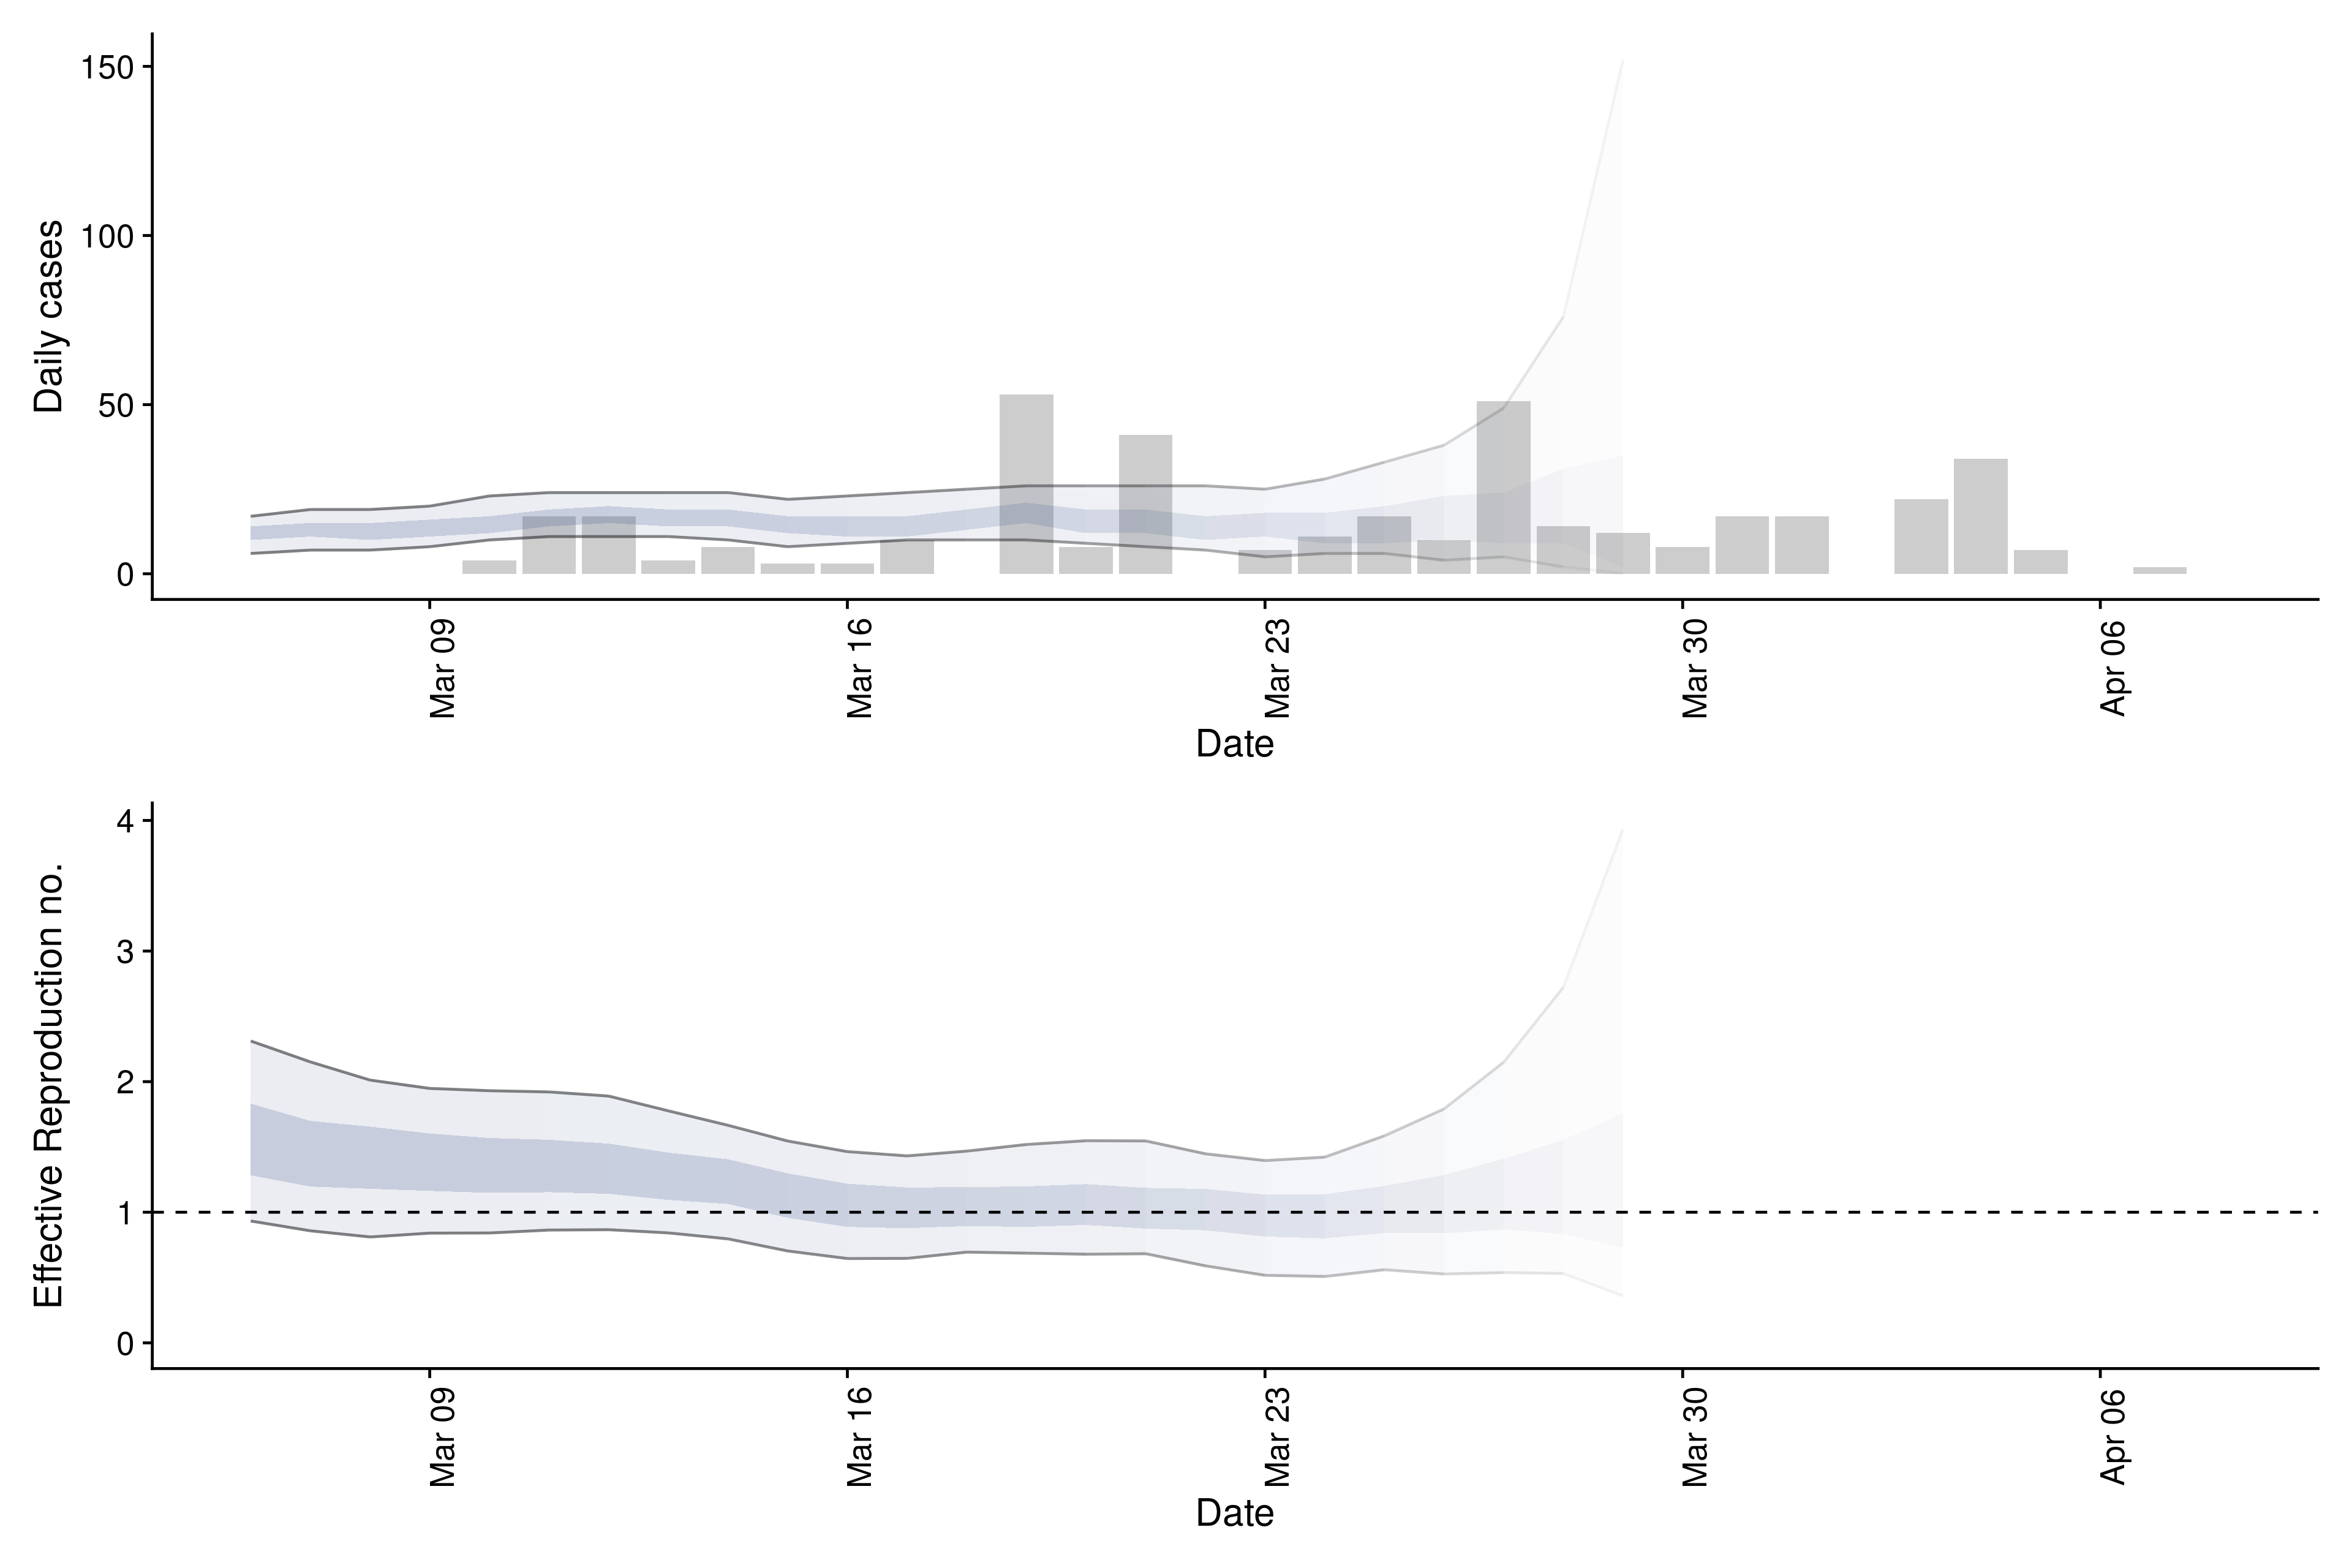 Daily cases
150
100
50
0
Mar 09
Mar 16
Mar 23
Mar 30
Apr 06
Date
Effective Reproduction no.
4
3
2
1
0
Mar 09
Mar 16
Mar 23
Mar 30
Apr 06
Date